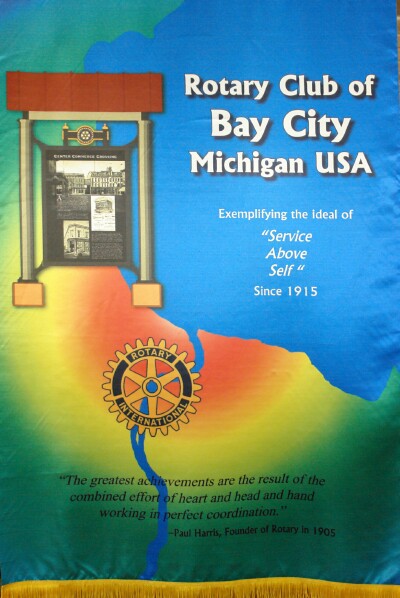 Rotary Club of
Bay City
Michigan USA
Exemplifying the ideal of
“Service
Above
Self “
Since 1915
ROTARY
INTERNATIONAL
“The greatest achievements are the result of the
combined effort of heart and head and hand
working in perfect coordination.”
~Paul Harris, Founder of Rotary in 1905